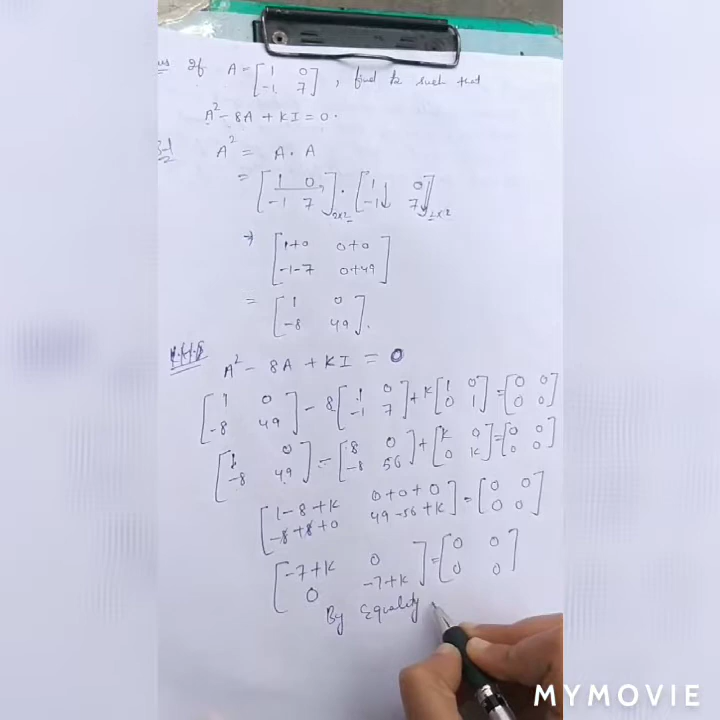 If A = [1 0 -1 7], find k such that
A² - 8A + KI = 0.
A² = A . A
= [1 0 -1 7]2x2 . [1 0 -1 7]2x2
→ [1+0 0+0 -1-7 0+49]
= [1 0 -8 49].
A² - 8A + KI = 0
[1 0 -8 49] - 8[1 0 -1 7] + K[1 0 0 1] = [0 0 0 0]
[1 0 -8 49] - [8 0 -8 56] + [K 0 0 K] = [0 0 0 0]
[1-8+K 0+0+0 -8+8+0 49-56+K] = [0 0 0 0]
[-7+K 0 0 -7+K] = [0 0 0 0]
By Equality
MYMOVIE